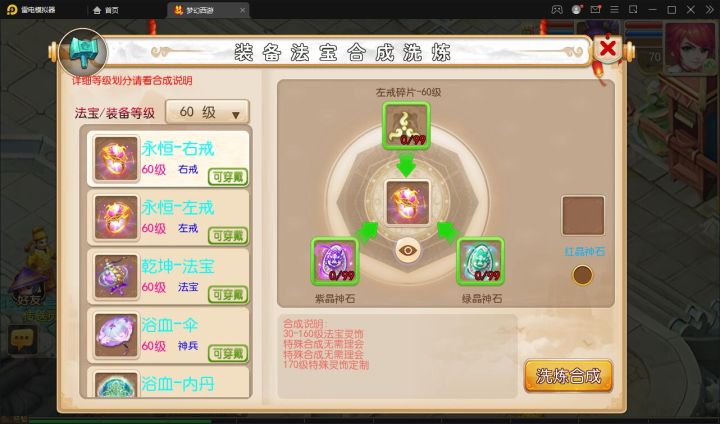 雷电模拟器
首页
梦幻西游
装备法宝合成洗炼
详细等级划分请看合成说明
法宝/装备等级
60 级
永恒-右戒
60级 右戒
可穿戴
永恒-左戒
60级 左戒
可穿戴
乾坤-法宝
60级 法宝
可穿戴
浴血-伞
60级 神兵
可穿戴
浴血-内丹
左戒碎片-60级
0/99
0/99
0/99
紫晶神石
绿晶神石
红晶神石
合成说明:
30-160级法宝灵饰
特殊合成无需理会
特殊合成无需理会
170级特殊灵饰定制
洗炼合成
70
好友